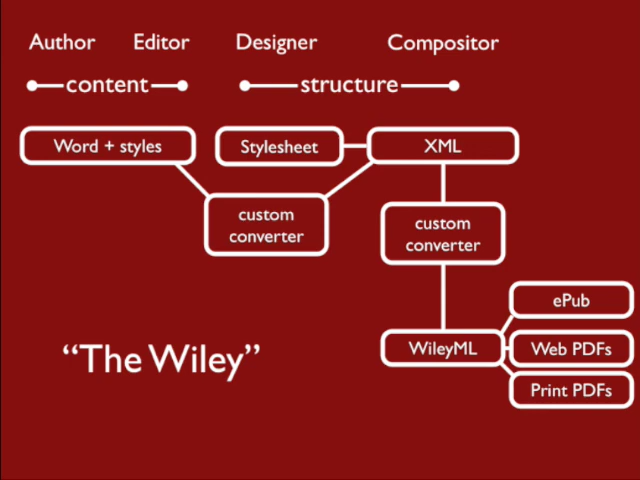 Author Editor Designer Compositor
content structure
Word + styles Stylesheet XML
custom
converter
custom
converter
ePub
"The Wiley" WileyML Web PDFs
Print PDFs